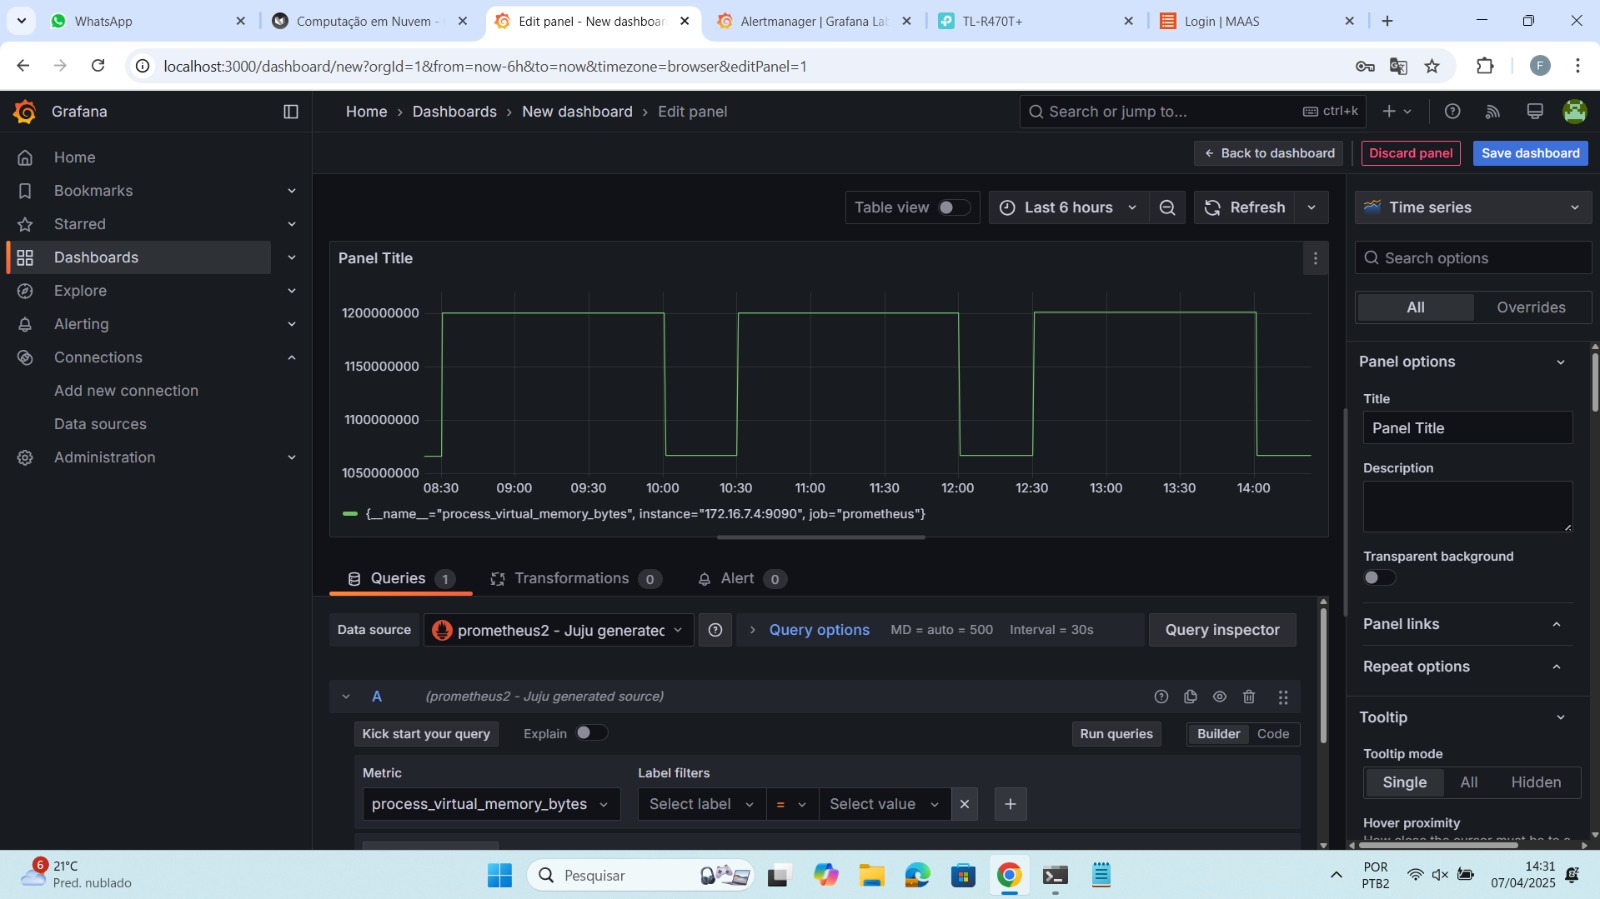 WhatsApp
Computação em Nuvem -
Edit panel - New dashboar
Alertmanager | Grafana La
TL-R470T+
Login | MAAS
localhost:3000/dashboard/new?orgId=1&from=now-6h&to=now&timezone=browser&editPanel=1
F
Grafana
Home › Dashboards › New dashboard › Edit panel
Search or jump to...
ctrl+k
← Back to dashboard
Discard panel
Save dashboard
Home
Bookmarks
Starred
Dashboards
Explore
Alerting
Connections
Add new connection
Data sources
Administration
Table view
Last 6 hours
Refresh
Panel Title
1200000000
1150000000
1100000000
1050000000
08:30 09:00 09:30 10:00 10:30 11:00 11:30 12:00 12:30 13:00 13:30 14:00
{__name__="process_virtual_memory_bytes", instance="172.16.7.4:9090", job="prometheus"}
Queries 1
Transformations 0
Alert 0
Data source
prometheus2 - Juju generated
Query options
MD = auto = 500
Interval = 30s
Query inspector
A
(prometheus2 - Juju generated source)
Kick start your query
Explain
Run queries
Builder
Code
Metric
Label filters
process_virtual_memory_bytes
Select label
=
Select value
Time series
Search options
All
Overrides
Panel options
Title
Panel Title
Description
Transparent background
Panel links
Repeat options
Tooltip
Tooltip mode
Single
All
Hidden
Hover proximity
6
21°C
Pred. nublado
Pesquisar
POR
PTB2
14:31
07/04/2025